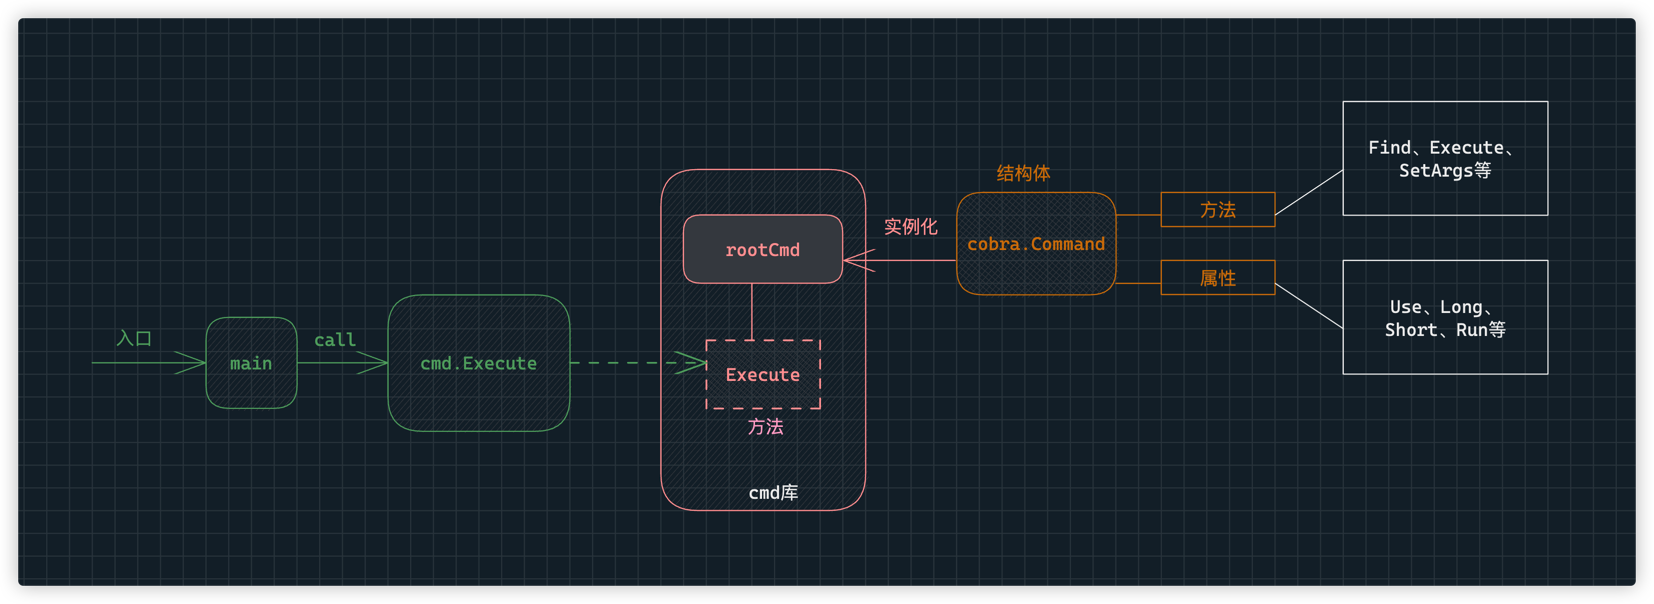 入口
main
call
cmd.Execute
rootCmd
Execute
方法
cmd库
实例化
结构体
cobra.Command
方法
属性
Find、Execute、
SetArgs等
Use、Long、
Short、Run等